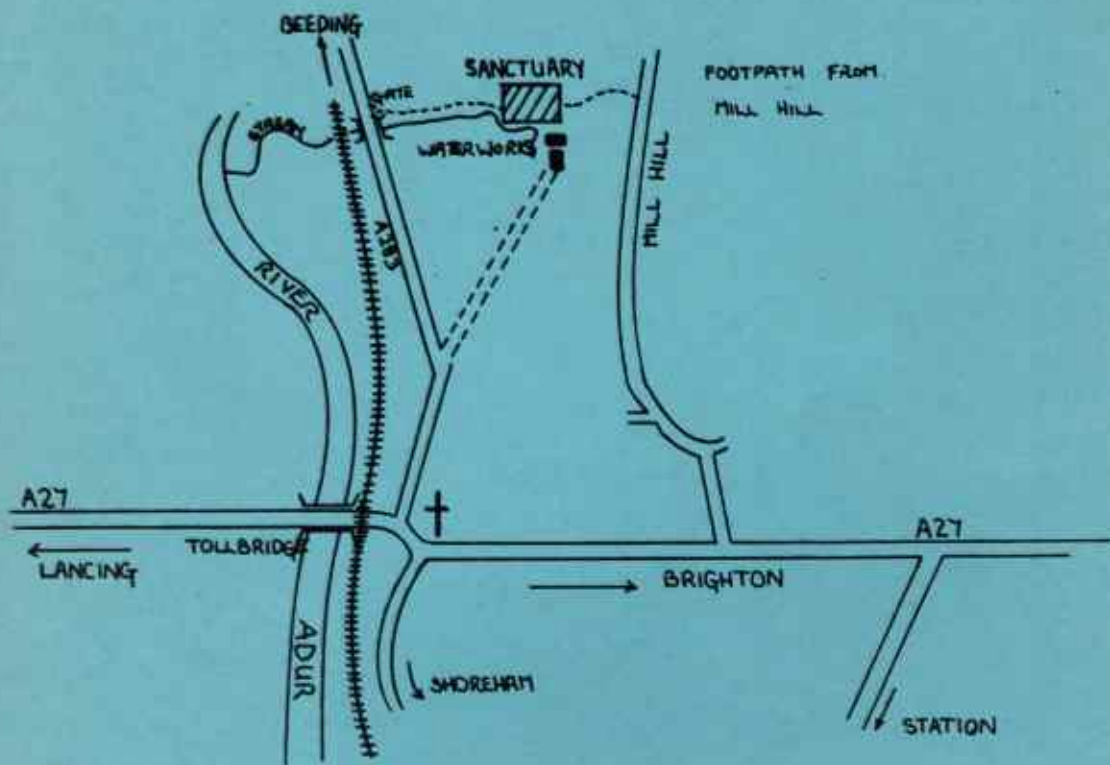 BEEDING
SANCTUARY
FOOTPATH FROM
MILL HILL
GATE
STREAM
WATERWORKS
MILL HILL
A283
RIVER
A27
A27
TOLLBRIDGE
LANCING
BRIGHTON
ADUR
SHOREHAM
STATION